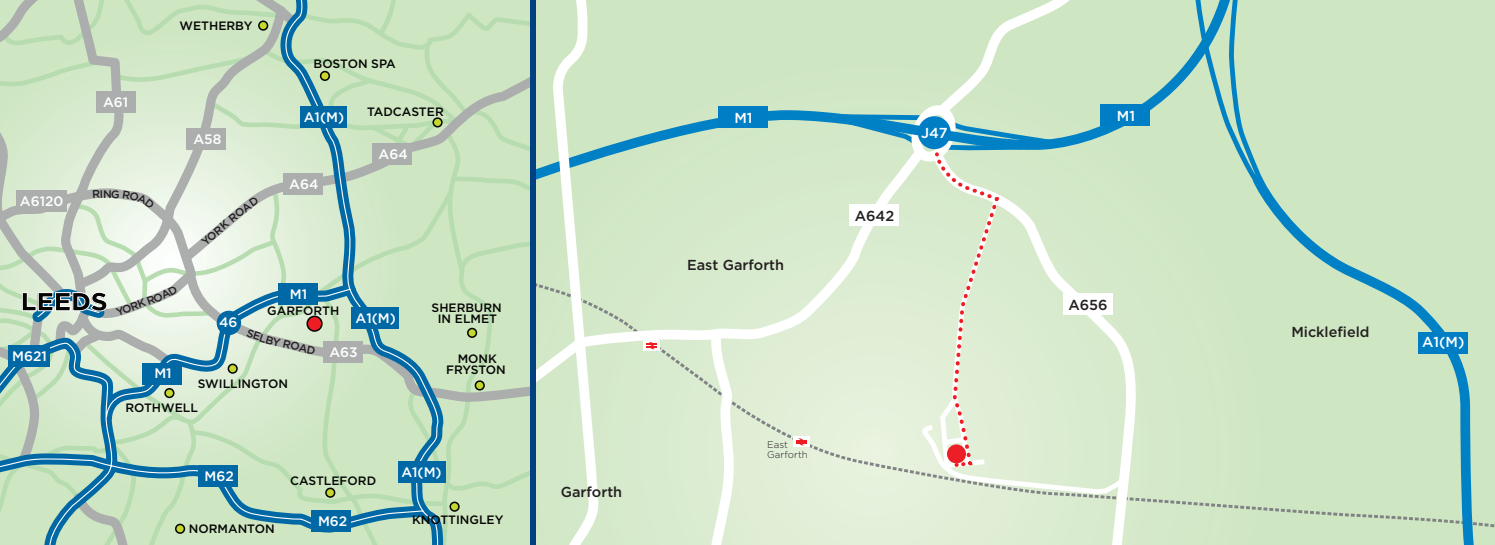 WETHERBY
BOSTON SPA
A61
TADCASTER
A1(M)
A58
A64
A64
A6120
RING ROAD
YORK ROAD
LEEDS
YORK ROAD
M1
GARFORTH
46
A1(M)
SHERBURN
IN ELMET
SELBY ROAD
A63
M621
MONK
FRYSTON
M1
SWILLINGTON
ROTHWELL
M62
A1(M)
CASTLEFORD
NORMANTON
M62
KNOTTINGLEY
M1
M1
J47
A642
East Garforth
A656
Micklefield
A1(M)
East
Garforth
Garforth